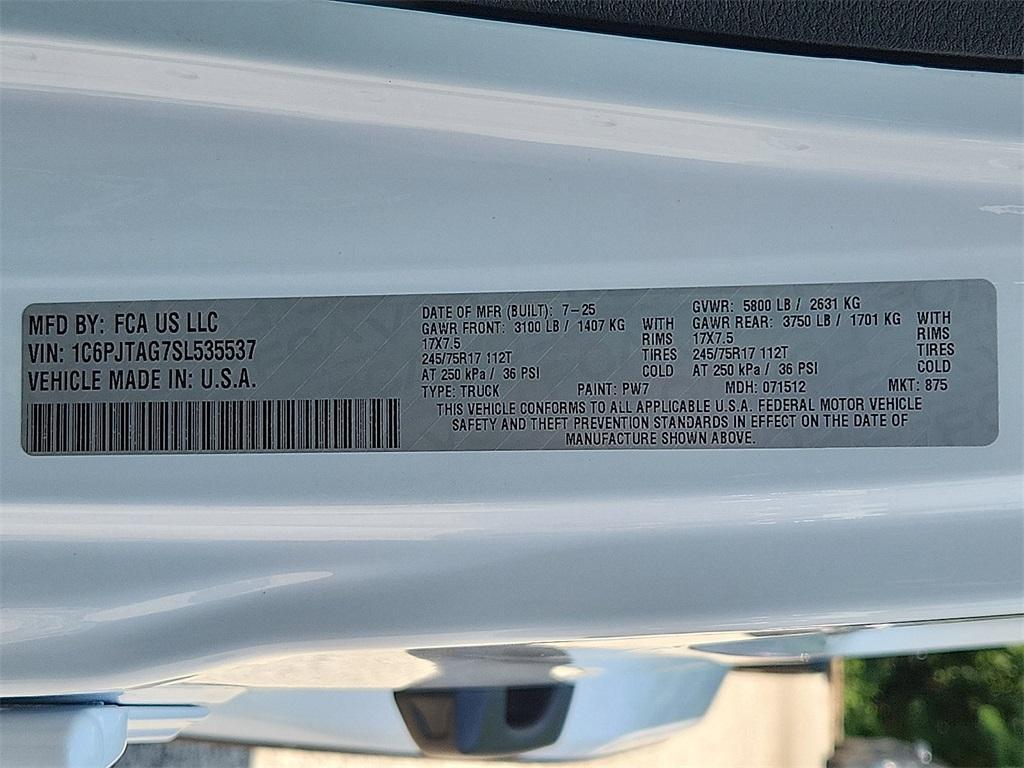 MFD BY: FCA US LLC
VIN: 1C6PJTAG7SL535537
VEHICLE MADE IN: U.S.A.
DATE OF MFR (BUILT): 7-25
GAWR FRONT: 3100 LB / 1407 KG WITH
17X7.5 RIMS
245/75R17 112T TIRES
AT 250 kPa / 36 PSI COLD
GVWR: 5800 LB / 2631 KG
GAWR REAR: 3750 LB / 1701 KG WITH
17X7.5 RIMS
245/75R17 112T TIRES
AT 250 kPa / 36 PSI COLD
TYPE: TRUCK PAINT: PW7 MDH: 071512 MKT: 875
THIS VEHICLE CONFORMS TO ALL APPLICABLE U.S.A. FEDERAL MOTOR VEHICLE
SAFETY AND THEFT PREVENTION STANDARDS IN EFFECT ON THE DATE OF
MANUFACTURE SHOWN ABOVE.